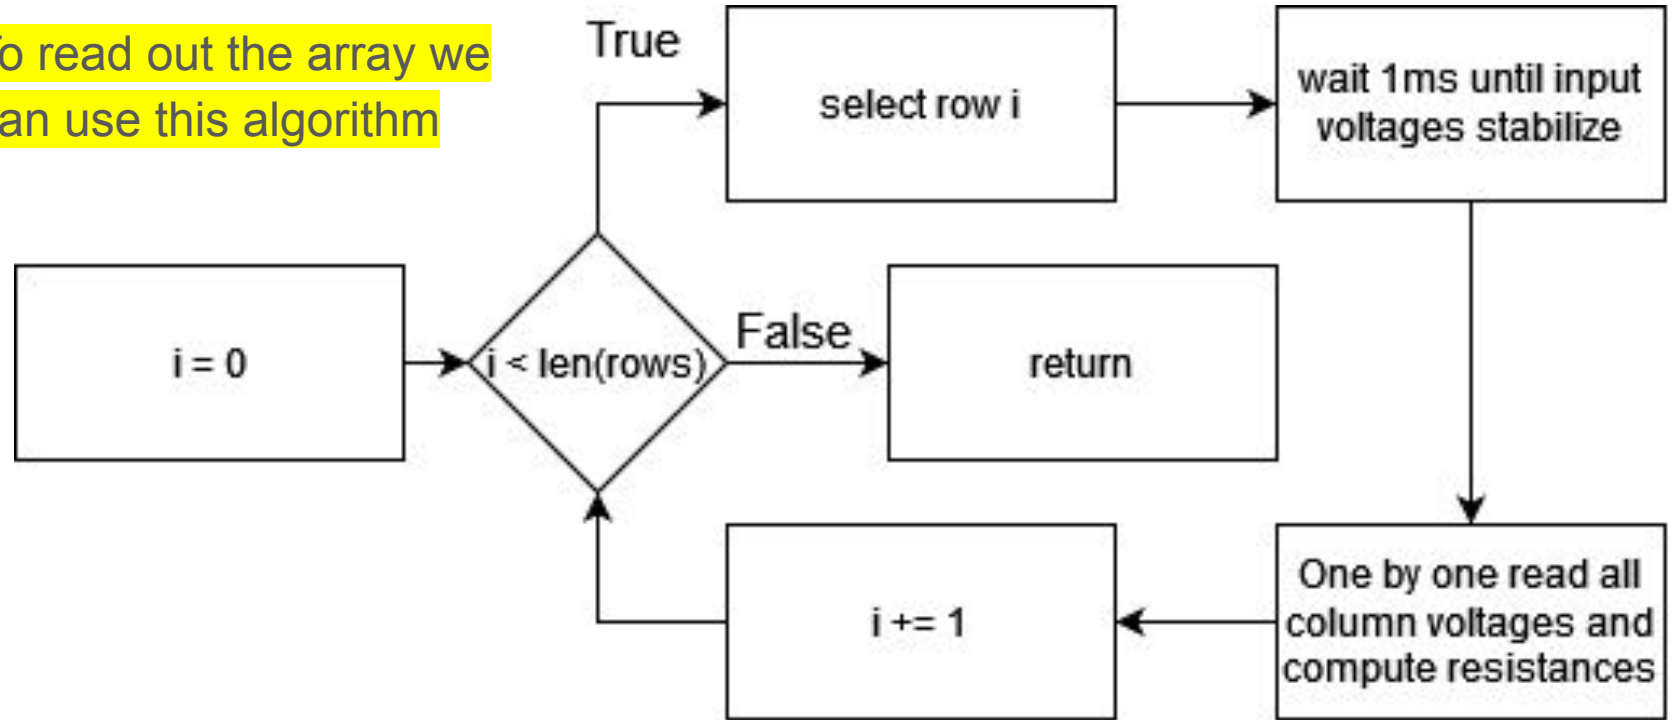 o read out the array we
an use this algorithm
True
select row i
wait 1ms until input
voltages stabilize
i = 0
i < len(rows)
False
return
i += 1
One by one read all
column voltages and
compute resistances